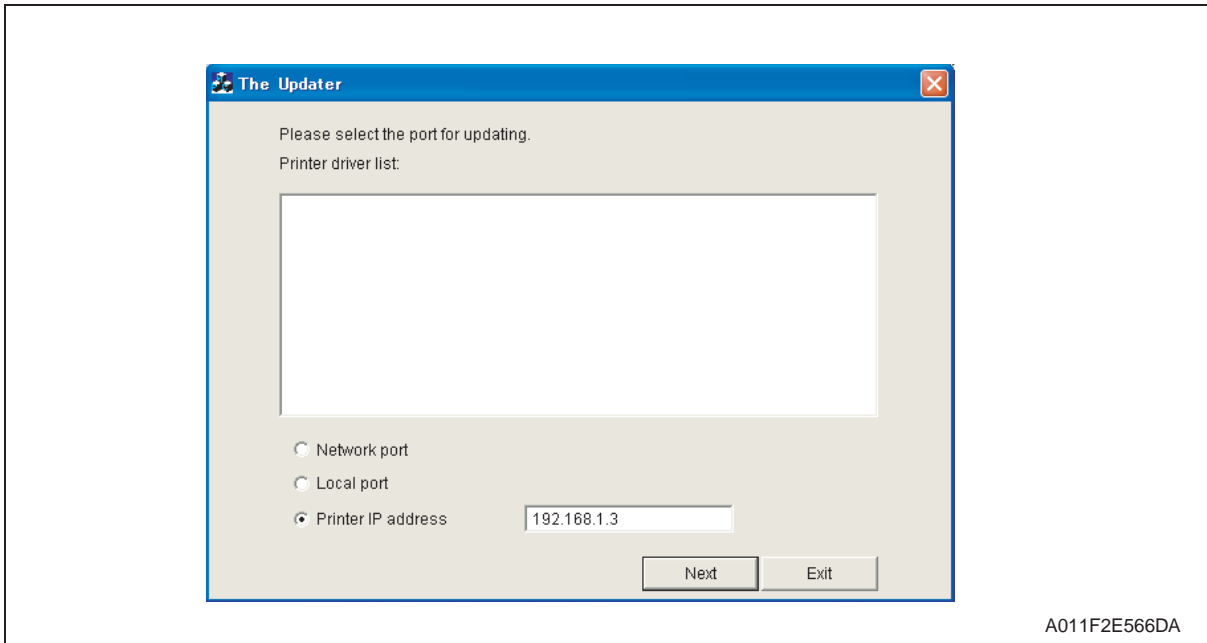 The Updater
Please select the port for updating.
Printer driver list:
Network port
Local port
Printer IP address 192.168.1.3
Next Exit
A011F2E566DA